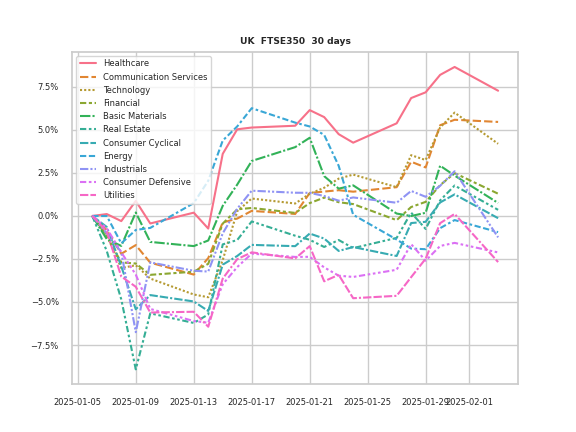 UK  FTSE350  30 days
Healthcare
Communication Services
Technology
Financial
Basic Materials
Real Estate
Consumer Cyclical
Energy
Industrials
Consumer Defensive
Utilities
7.5%
5.0%
2.5%
0.0%
−2.5%
−5.0%
−7.5%
2025-01-05 2025-01-09 2025-01-13 2025-01-17 2025-01-21 2025-01-25 2025-01-29 2025-02-01